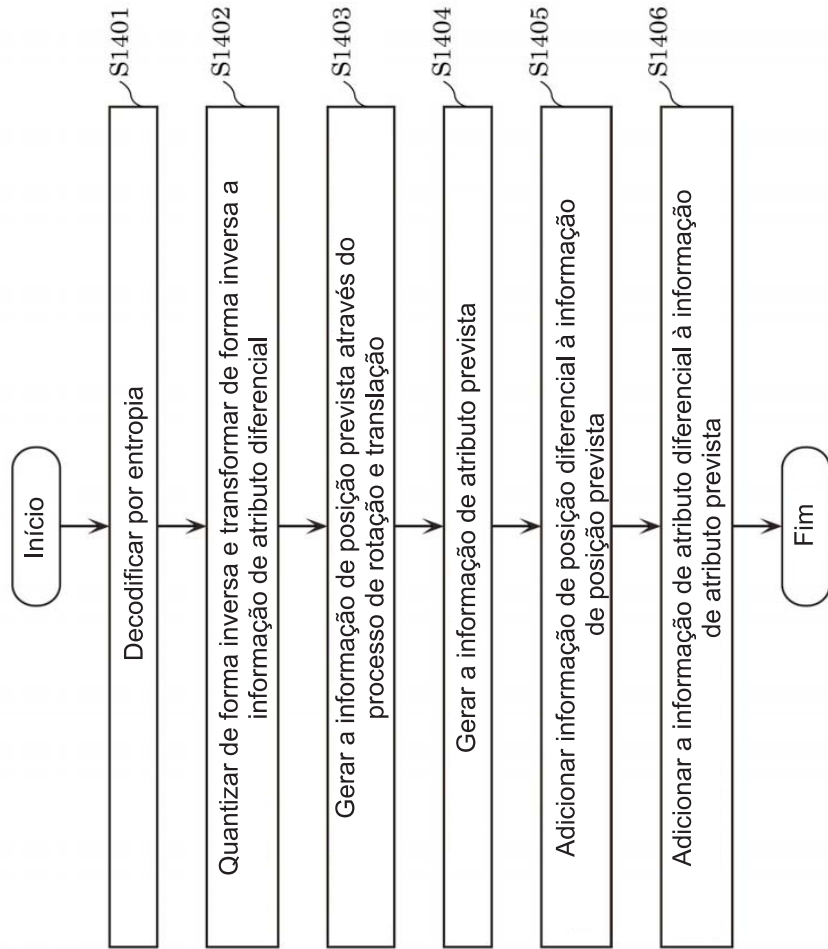 Início
S1401
Decodificar por entropia
S1402
Quantizar de forma inversa e transformar de forma inversa a
informação de atributo diferencial
S1403
Gerar a informação de posição prevista através do
processo de rotação e translação
S1404
Gerar a informação de atributo prevista
S1405
Adicionar informação de posição diferencial à informação
de posição prevista
S1406
Adicionar a informação de atributo diferencial à informação
de atributo prevista
Fim